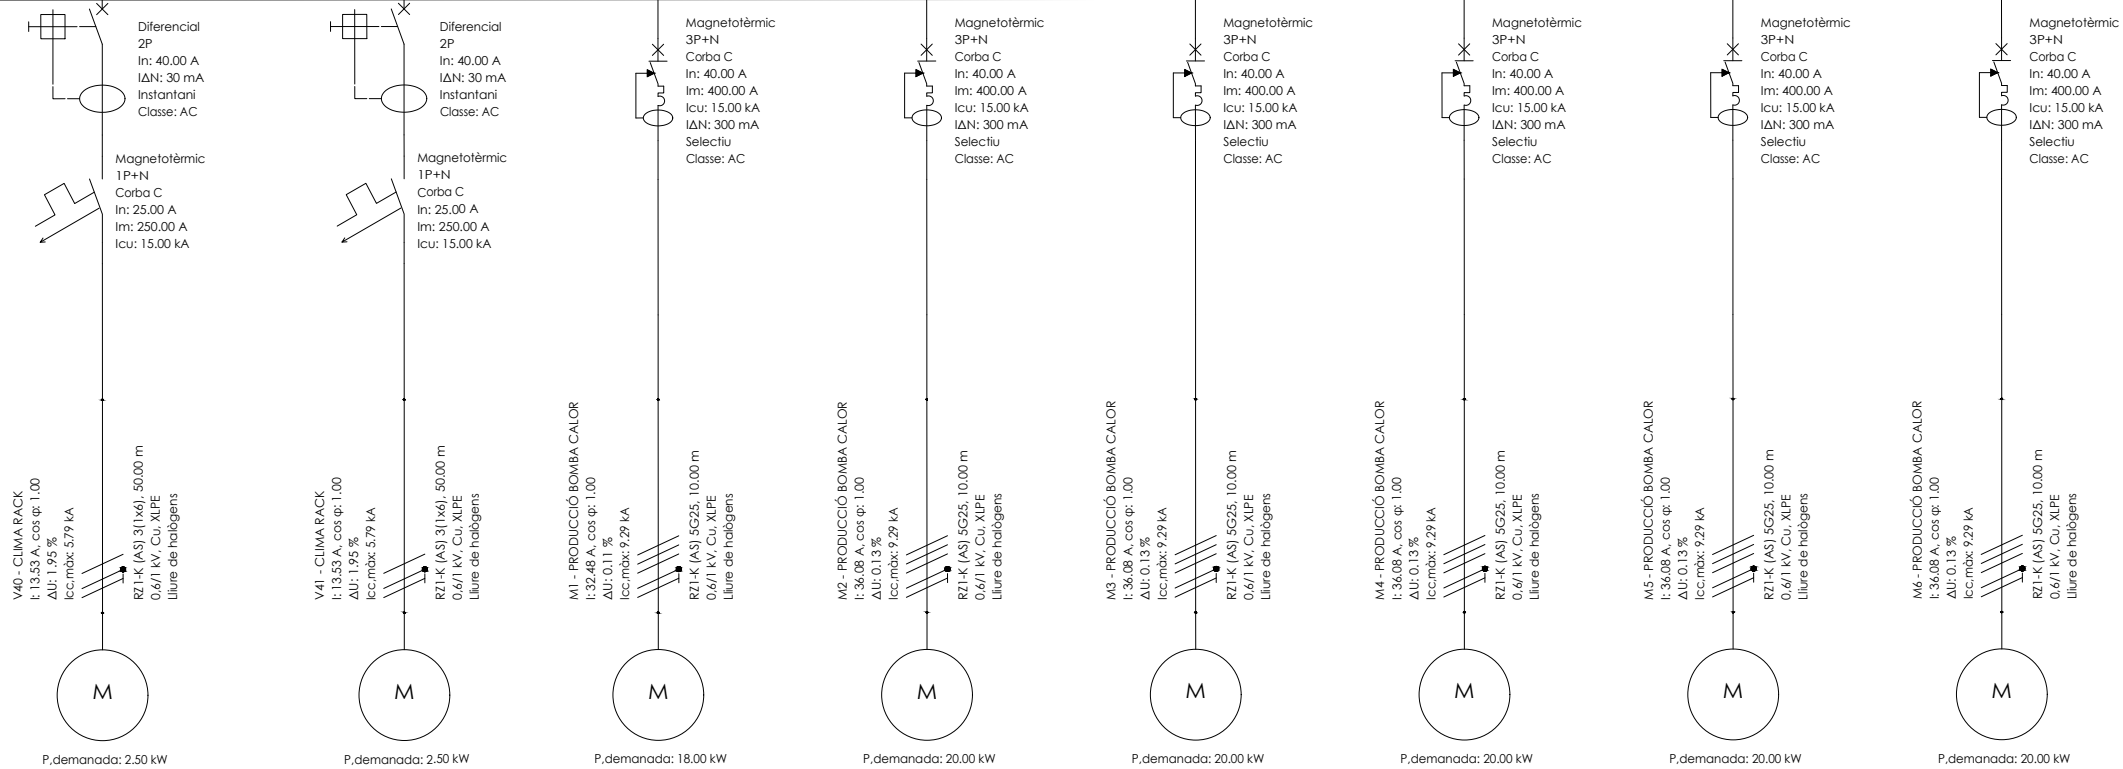 Diferencial
2P
In: 40.00 A
IΔN: 30 mA
Instantani
Classe: AC
Magnetotèrmic
1P+N
Corba C
In: 25.00 A
Im: 250.00 A
Icu: 15.00 kA
V40 - CLIMA RACK
I: 13.53 A, cos φ: 1.00
ΔU: 1.95 %
Icc,màx: 5.79 kA
RZ1-K (AS) 3(1x6), 50.00 m
0.6/1 kV, Cu, XLPE
Lliure de halògens
M
P,demanada: 2.50 kW
Diferencial
2P
In: 40.00 A
IΔN: 30 mA
Instantani
Classe: AC
Magnetotèrmic
1P+N
Corba C
In: 25.00 A
Im: 250.00 A
Icu: 15.00 kA
V41 - CLIMA RACK
I: 13.53 A, cos φ: 1.00
ΔU: 1.95 %
Icc,màx: 5.79 kA
RZ1-K (AS) 3(1x6), 50.00 m
0.6/1 kV, Cu, XLPE
Lliure de halògens
M
P,demanada: 2.50 kW
Magnetotèrmic
3P+N
Corba C
In: 40.00 A
Im: 400.00 A
Icu: 15.00 kA
IΔN: 300 mA
Selectiu
Classe: AC
M1 - PRODUCCIÓ BOMBA CALOR
I: 32.48 A, cos φ: 1.00
ΔU: 0.11 %
Icc,màx: 9.29 kA
RZ1-K (AS) 5G25, 10.00 m
0.6/1 kV, Cu, XLPE
Lliure de halògens
M
P,demanada: 18.00 kW
Magnetotèrmic
3P+N
Corba C
In: 40.00 A
Im: 400.00 A
Icu: 15.00 kA
IΔN: 300 mA
Selectiu
Classe: AC
M2 - PRODUCCIÓ BOMBA CALOR
I: 36.08 A, cos φ: 1.00
ΔU: 0.13 %
Icc,màx: 9.29 kA
RZ1-K (AS) 5G25, 10.00 m
0.6/1 kV, Cu, XLPE
Lliure de halògens
M
P,demanada: 20.00 kW
Magnetotèrmic
3P+N
Corba C
In: 40.00 A
Im: 400.00 A
Icu: 15.00 kA
IΔN: 300 mA
Selectiu
Classe: AC
M3 - PRODUCCIÓ BOMBA CALOR
I: 36.08 A, cos φ: 1.00
ΔU: 0.13 %
Icc,màx: 9.29 kA
RZ1-K (AS) 5G25, 10.00 m
0.6/1 kV, Cu, XLPE
Lliure de halògens
M
P,demanada: 20.00 kW
Magnetotèrmic
3P+N
Corba C
In: 40.00 A
Im: 400.00 A
Icu: 15.00 kA
IΔN: 300 mA
Selectiu
Classe: AC
M4 - PRODUCCIÓ BOMBA CALOR
I: 36.08 A, cos φ: 1.00
ΔU: 0.13 %
Icc,màx: 9.29 kA
RZ1-K (AS) 5G25, 10.00 m
0.6/1 kV, Cu, XLPE
Lliure de halògens
M
P,demanada: 20.00 kW
Magnetotèrmic
3P+N
Corba C
In: 40.00 A
Im: 400.00 A
Icu: 15.00 kA
IΔN: 300 mA
Selectiu
Classe: AC
M5 - PRODUCCIÓ BOMBA CALOR
I: 36.08 A, cos φ: 1.00
ΔU: 0.13 %
Icc,màx: 9.29 kA
RZ1-K (AS) 5G25, 10.00 m
0.6/1 kV, Cu, XLPE
Lliure de halògens
M
P,demanada: 20.00 kW
Magnetotèrmic
3P+N
Corba C
In: 40.00 A
Im: 400.00 A
Icu: 15.00 kA
IΔN: 300 mA
Selectiu
Classe: AC
M6 - PRODUCCIÓ BOMBA CALOR
I: 36.08 A, cos φ: 1.00
ΔU: 0.13 %
Icc,màx: 9.29 kA
RZ1-K (AS) 5G25, 10.00 m
0.6/1 kV, Cu, XLPE
Lliure de halògens
M
P,demanada: 20.00 kW